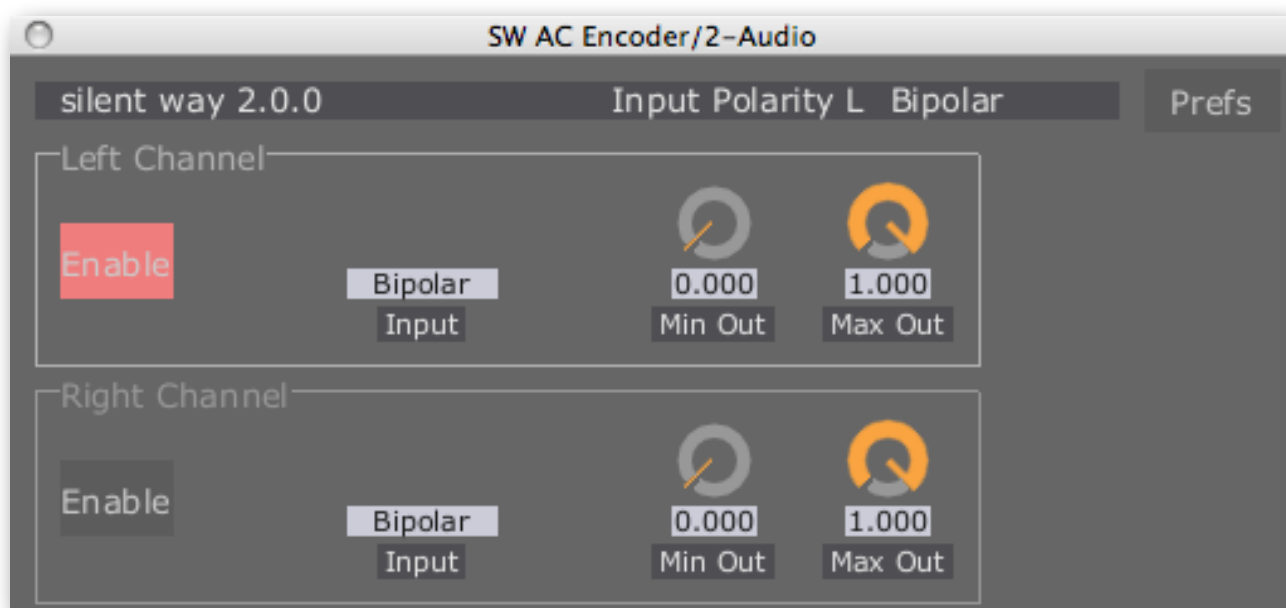 SW AC Encoder/2-Audio
silent way 2.0.0 Input Polarity L Bipolar Prefs
Left Channel
Enable
Bipolar 0.000 1.000
Input Min Out Max Out
Right Channel
Enable
Bipolar 0.000 1.000
Input Min Out Max Out